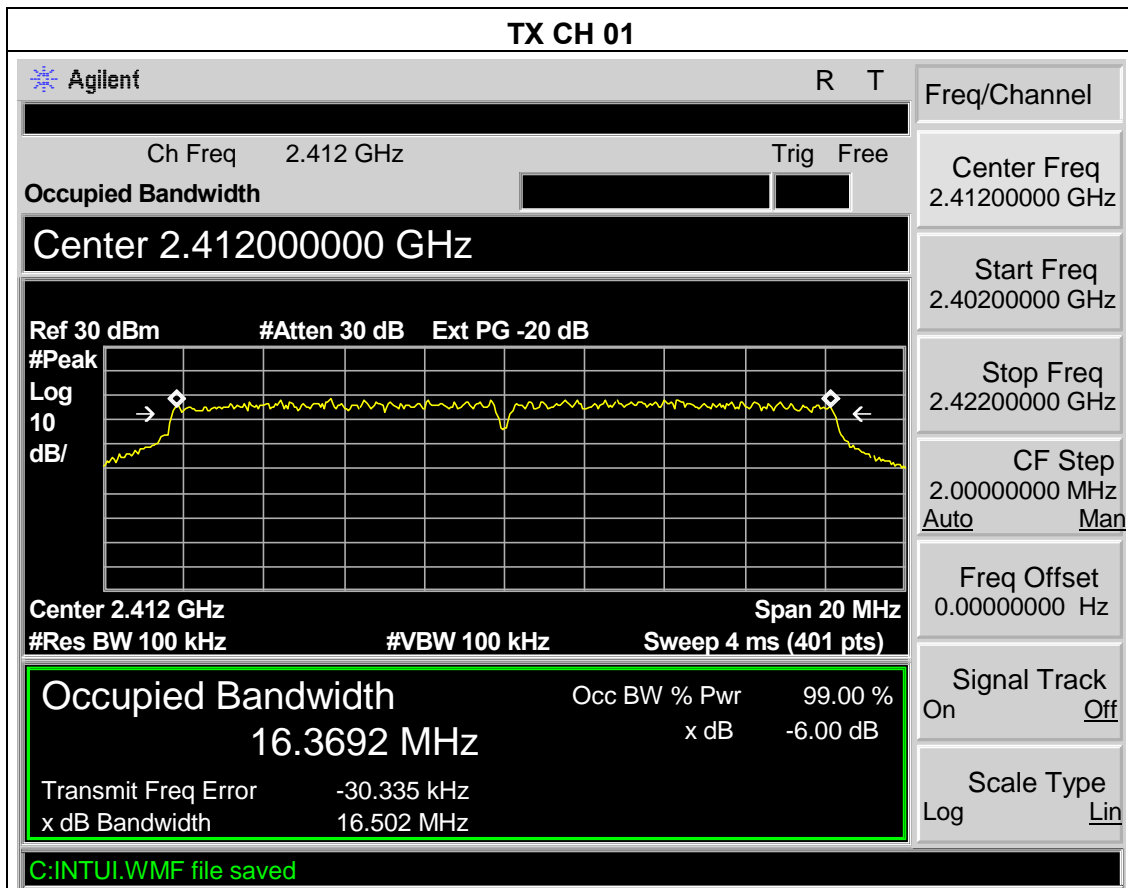 TX CH 01
Agilent
R T
Freq/Channel
Ch Freq 2.412 GHz
Trig Free
Occupied Bandwidth
Center 2.412000000 GHz
Center Freq
2.41200000 GHz
Start Freq
2.40200000 GHz
Stop Freq
2.42200000 GHz
CF Step
2.00000000 MHz
Auto Man
Freq Offset
0.00000000 Hz
Signal Track
On Off
Scale Type
Log Lin
Ref 30 dBm #Atten 30 dB Ext PG -20 dB
#Peak
Log
10
dB/
Center 2.412 GHz Span 20 MHz
#Res BW 100 kHz #VBW 100 kHz Sweep 4 ms (401 pts)
Occupied Bandwidth
16.3692 MHz
Occ BW % Pwr 99.00 %
x dB -6.00 dB
Transmit Freq Error -30.335 kHz
x dB Bandwidth 16.502 MHz
C:INTUI.WMF file saved